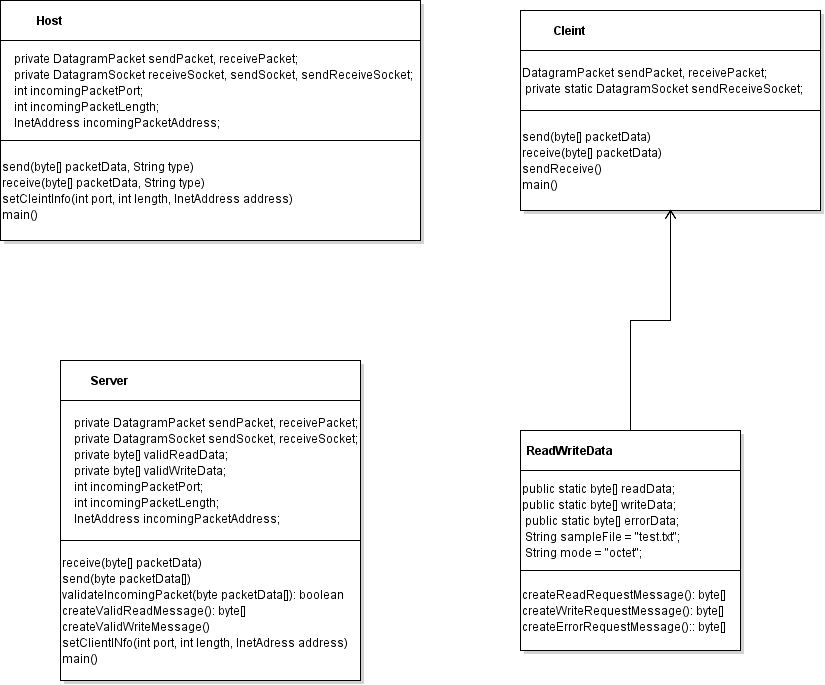 Host
private DatagramPacket sendPacket, receivePacket;
private DatagramSocket receiveSocket, sendSocket, sendReceiveSocket;
int incomingPacketPort;
int incomingPacketLength;
InetAddress incomingPacketAddress;
send(byte[] packetData, String type)
receive(byte[] packetData, String type)
setCleintInfo(int port, int length, InetAddress address)
main()
Cleint
DatagramPacket sendPacket, receivePacket;
private static DatagramSocket sendReceiveSocket;
send(byte[] packetData)
receive(byte[] packetData)
sendReceive()
main()
Server
private DatagramPacket sendPacket, receivePacket;
private DatagramSocket sendSocket, receiveSocket;
private byte[] validReadData;
private byte[] validWriteData;
int incomingPacketPort;
int incomingPacketLength;
InetAddress incomingPacketAddress;
receive(byte[] packetData)
send(byte packetData[])
validateIncomingPacket(byte packetData[]): boolean
createValidReadMessage(): byte[]
createValidWriteMessage()
setClientINfo(int port, int length, InetAdress address)
main()
ReadWriteData
public static byte[] readData;
public static byte[] writeData;
public static byte[] errorData;
String sampleFile = "test.txt";
String mode = "octet";
createReadRequestMessage(): byte[]
createWriteRequestMessage(): byte[]
createErrorRequestMessage():: byte[]